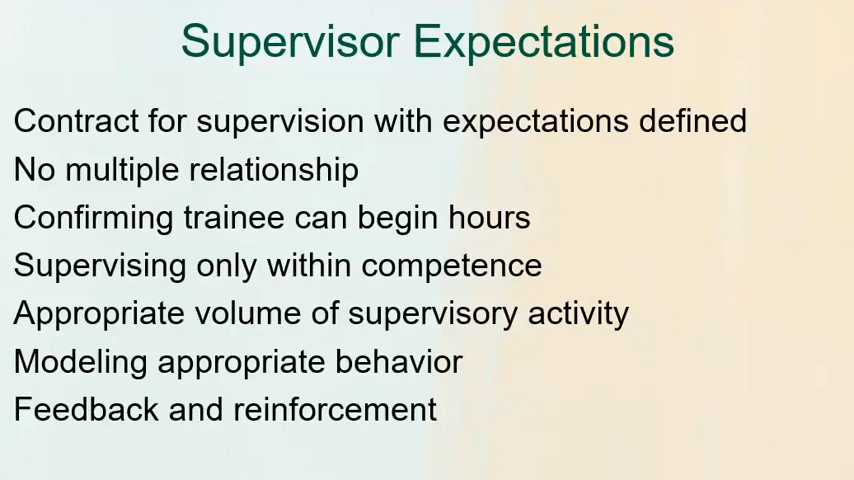 Supervisor Expectations
Contract for supervision with expectations defined
No multiple relationship
Confirming trainee can begin hours
Supervising only within competence
Appropriate volume of supervisory activity
Modeling appropriate behavior
Feedback and reinforcement